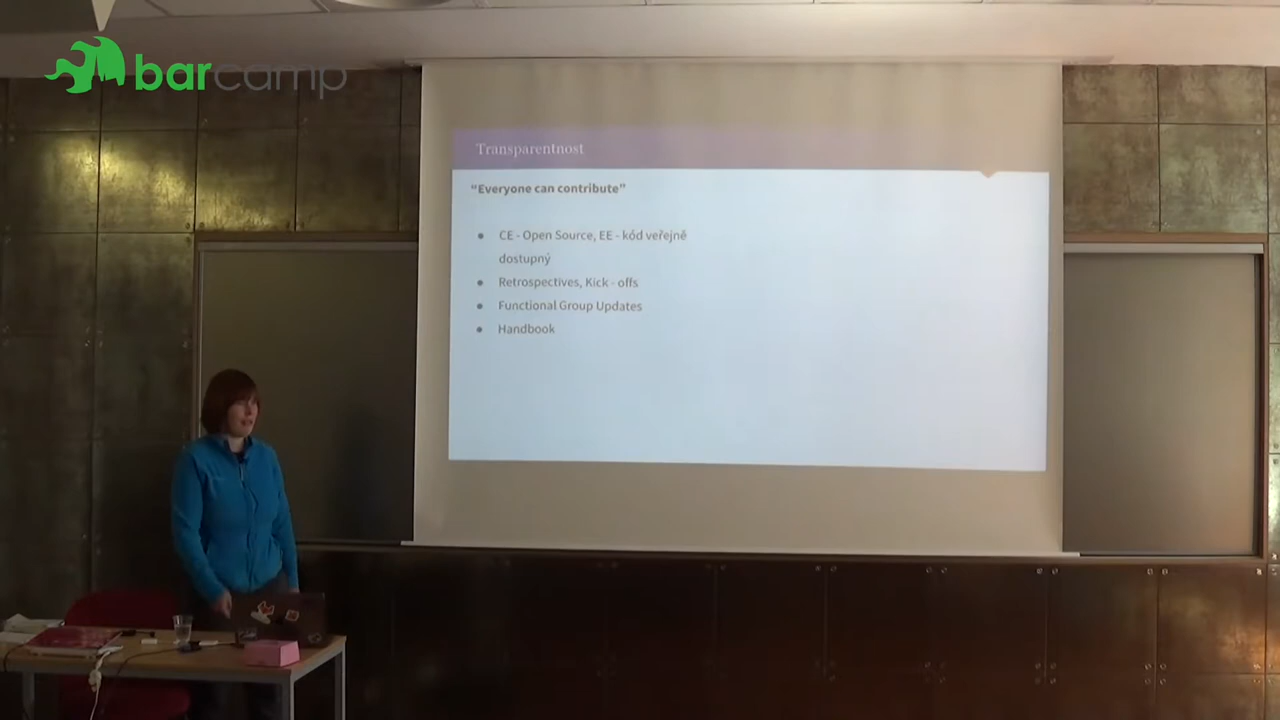 barcamp
Transparentnost
“Everyone can contribute”
● CE - Open Source, EE - kód veřejně
dostupný
● Retrospectives, Kick - offs
● Functional Group Updates
● Handbook